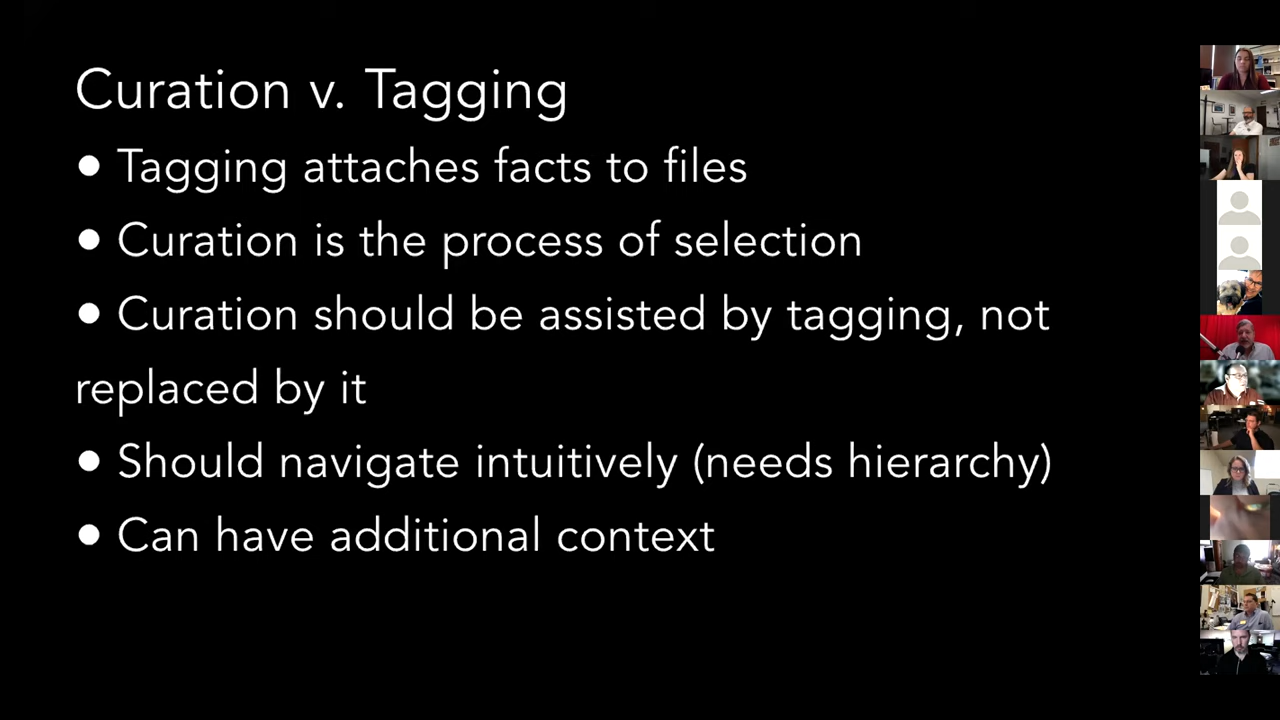 Curation v. Tagging
● Tagging attaches facts to files
● Curation is the process of selection
● Curation should be assisted by tagging, not
replaced by it
● Should navigate intuitively (needs hierarchy)
● Can have additional context